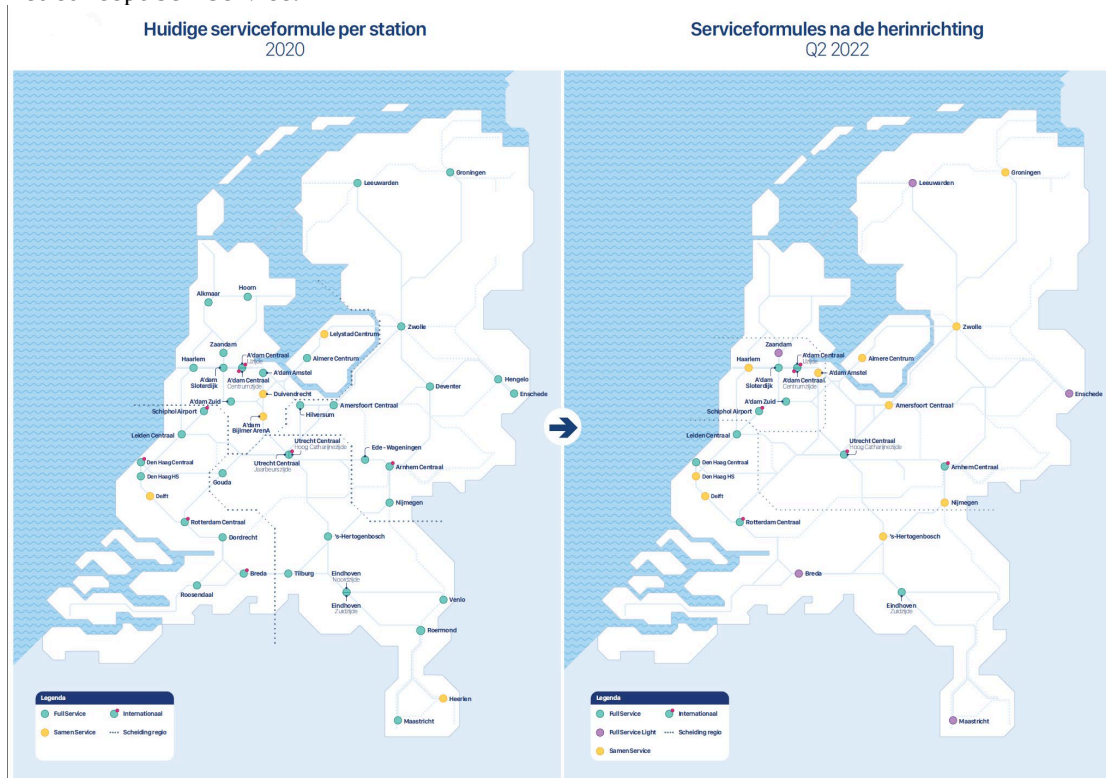 Huidige serviceformule per station
2020
Leeuwarden
Groningen
Hoorn
Alkmaar
Lelystad Centrum
Zwolle
Zaandam
A'dam Centraal
IJzijde
Haarlem
Almere Centrum
A'dam Amstel
A'dam
Sloterdijk
A'dam Centraal
Centrumzijde
Hengelo
Deventer
Duivendrecht
Enschede
A'dam Zuid
Schiphol Airport
Hilversum
Amersfoort Centraal
A'dam
Bijlmer ArenA
Leiden Centraal
Utrecht Centraal
Hoog Catharijnezijde
Ede - Wageningen
Utrecht Centraal
Jaarbeurszijde
Den Haag Centraal
Arnhem Centraal
Den Haag HS
Gouda
Delft
Nijmegen
Rotterdam Centraal
Dordrecht
's-Hertogenbosch
Breda
Tilburg
Eindhoven
Noordzijde
Roosendaal
Venlo
Eindhoven
Zuidzijde
Roermond
Heerlen
Maastricht
Legenda
Full Service
Internationaal
Samen Service
Scheiding regio
Serviceformules na de herinrichting
Q2 2022
Groningen
Leeuwarden
Zwolle
Zaandam
A'dam Centraal
IJzijde
Almere Centrum
Haarlem
A'dam Amstel
A'dam
Sloterdijk
A'dam Centraal
Centrumzijde
Enschede
A'dam Zuid
Schiphol Airport
Amersfoort Centraal
Leiden Centraal
Utrecht Centraal
Hoog Catharijnezijde
Den Haag Centraal
Arnhem Centraal
Den Haag HS
Delft
Nijmegen
Rotterdam Centraal
's-Hertogenbosch
Breda
Eindhoven
Zuidzijde
Maastricht
Legenda
Full Service
Internationaal
Full Service Light
Scheiding regio
Samen Service